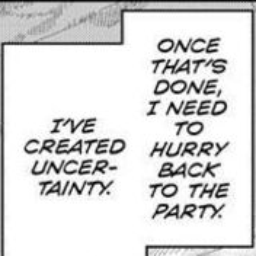 ONCE
THAT'S
DONE,
I NEED
TO
HURRY
BACK
TO THE
PARTY.
I'VE
CREATED
UNCER-
TAINTY.